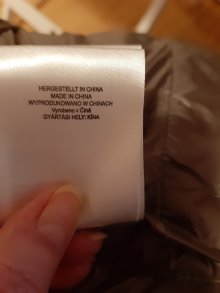 HERGESTELLT IN CHINA
MADE IN CHINA
WYPRODUKOWANO W CHINACH
Vyrobeno v Číně
GYÁRTÁSI HELY: KÍNA